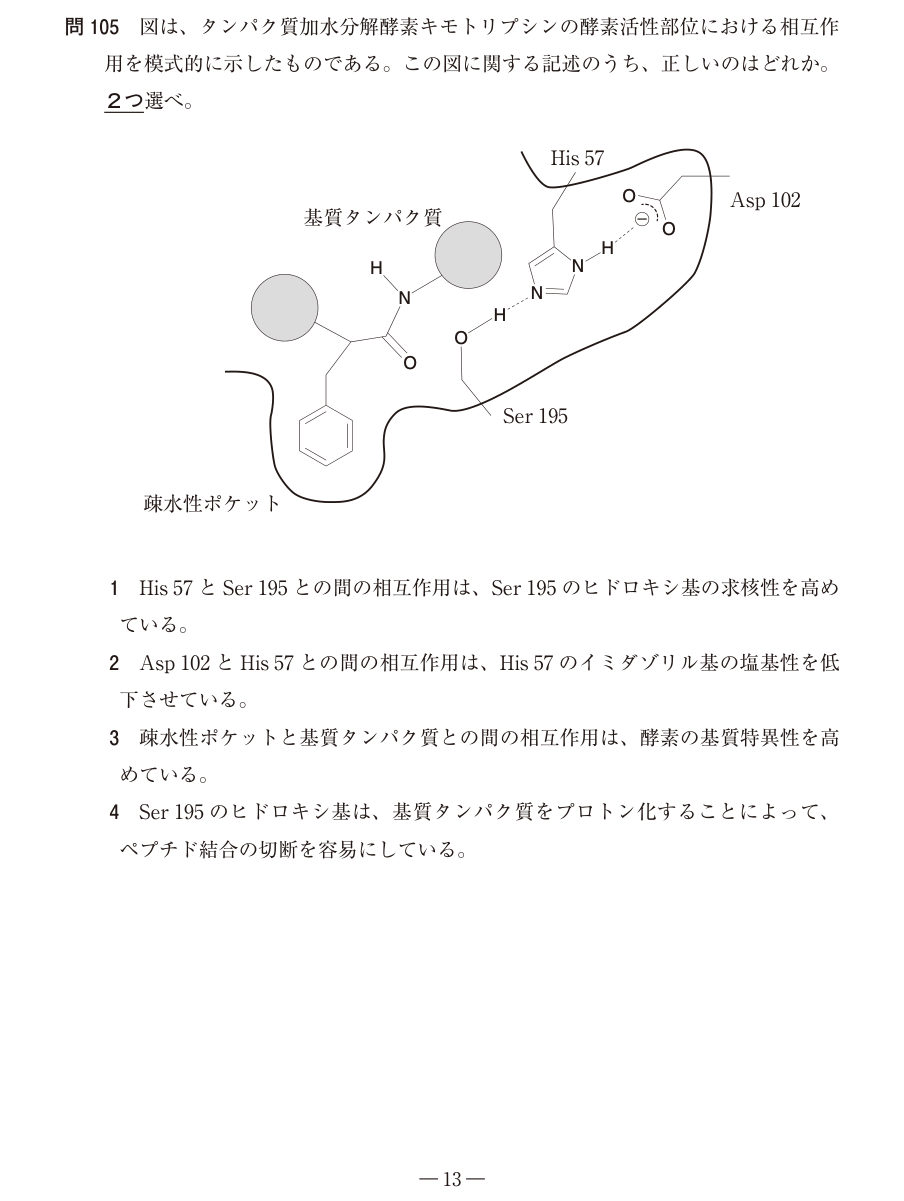 問 105 図は、タンパク質加水分解酵素キモトリプシンの酵素活性部位における相互作
用を模式的に示したものである。この図に関する記述のうち、正しいのはどれか。
2つ選べ。
His 57
Asp 102
基質タンパク質
O
O
⊖
H
N
N
H
O
H
N
O
Ser 195
疎水性ポケット
1 His 57 と Ser 195 との間の相互作用は、Ser 195 のヒドロキシ基の求核性を高め
ている。
2 Asp 102 と His 57 との間の相互作用は、His 57 のイミダゾリル基の塩基性を低
下させている。
3 疎水性ポケットと基質タンパク質との間の相互作用は、酵素の基質特異性を高
めている。
4 Ser 195 のヒドロキシ基は、基質タンパク質をプロトン化することによって、
ペプチド結合の切断を容易にしている。
— 13 —